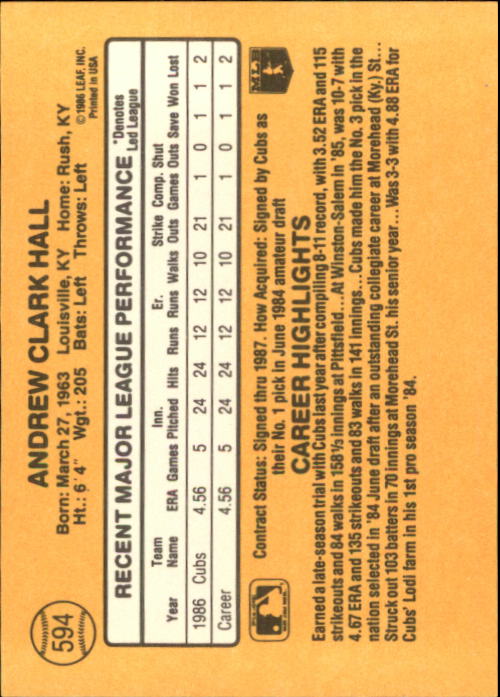 594
ANDREW CLARK HALL
Born: March 27, 1963 Louisville, KY Home: Rush, KY
Ht.: 6'4" Wgt.: 205 Bats: Left Throws: Left
©1986 LEAF, INC.
Printed in USA
RECENT MAJOR LEAGUE PERFORMANCE
*Denotes
Led League
Team Inn. Er. Strike Comp. Shut
Year Name ERA Games Pitched Hits Runs Runs Walks Outs Games Outs Save Won Lost
1986 Cubs 4.56 5 24 24 12 12 10 21 1 0 1 1 2
Career 4.56 5 24 24 12 12 10 21 1 0 1 1 2
Contract Status: Signed thru 1987. How Acquired: Signed by Cubs as
their No. 1 pick in June 1984 amateur draft
MLB
CAREER HIGHLIGHTS
Earned a late-season trial with Cubs last year after compiling 8-11 record, with 3.52 ERA and 115
strikeouts and 84 walks in 158⅓ innings at Pittsfield... At Winston-Salem in '85, was 10-7 with
4.67 ERA and 135 strikeouts and 83 walks in 141 innings... Cubs made him the No. 3 pick in the
nation selected in '84 June draft after an outstanding collegiate career at Morehead (Ky.) St...
Struck out 103 batters in 70 innings at Morehead St. his senior year... Was 3-3 with 4.88 ERA for
Cubs' Lodi farm in his 1st pro season '84.